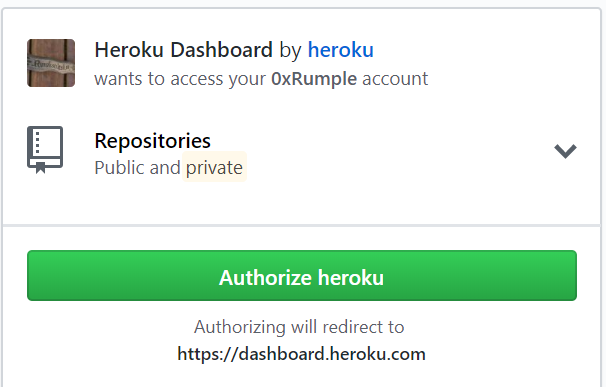 Heroku Dashboard by heroku
wants to access your 0xRumple account
Repositories
Public and private
Authorize heroku
Authorizing will redirect to
https://dashboard.heroku.com